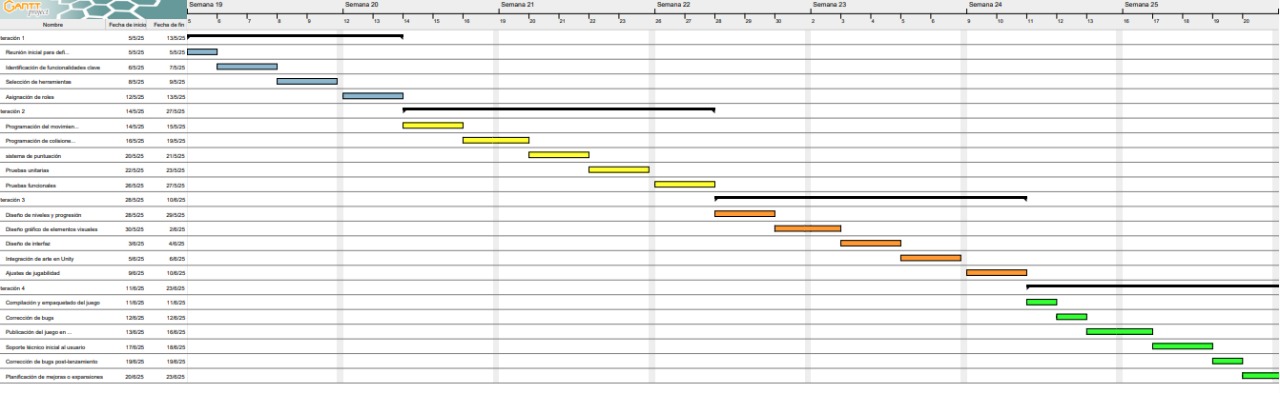 GANTT Semana 19 Semana 20 Semana 21 Semana 22 Semana 23 Semana 24 Semana 25
project
Nombre Fecha de inicio Fecha de fin 5 6 7 8 9 12 13 14 15 16 19 20 21 22 23 26 27 28 29 30 2 3 4 5 6 9 10 11 12 13 16 17 18 19 20
teración 1 5/5/25 13/5/25
Reunión inicial para defi... 5/5/25 5/5/25
Identificación de funcionalidades clave 6/5/25 7/5/25
Selección de herramientas 8/5/25 9/5/25
Asignación de roles 12/5/25 13/5/25
teración 2 14/5/25 27/5/25
Programación del movimien... 14/5/25 15/5/25
Programación de colisione... 16/5/25 19/5/25
sistema de puntuación 20/5/25 21/5/25
Pruebas unitarias 22/5/25 23/5/25
Pruebas funcionales 26/5/25 27/5/25
teración 3 28/5/25 10/6/25
Diseño de niveles y progresión 28/5/25 29/5/25
Diseño gráfico de elementos visuales 30/5/25 2/6/25
Diseño de interfaz 3/6/25 4/6/25
Integración de arte en Unity 5/6/25 6/6/25
Ajustes de jugabilidad 9/6/25 10/6/25
teración 4 11/6/25 23/6/25
Compilación y empaquetado del juego 11/6/25 11/6/25
Corrección de bugs 12/6/25 12/6/25
Publicación del juego en ... 13/6/25 16/6/25
Soporte técnico inicial al usuario 17/6/25 18/6/25
Corrección de bugs post-lanzamiento 19/6/25 19/6/25
Planificación de mejoras o expansiones 20/6/25 23/6/25